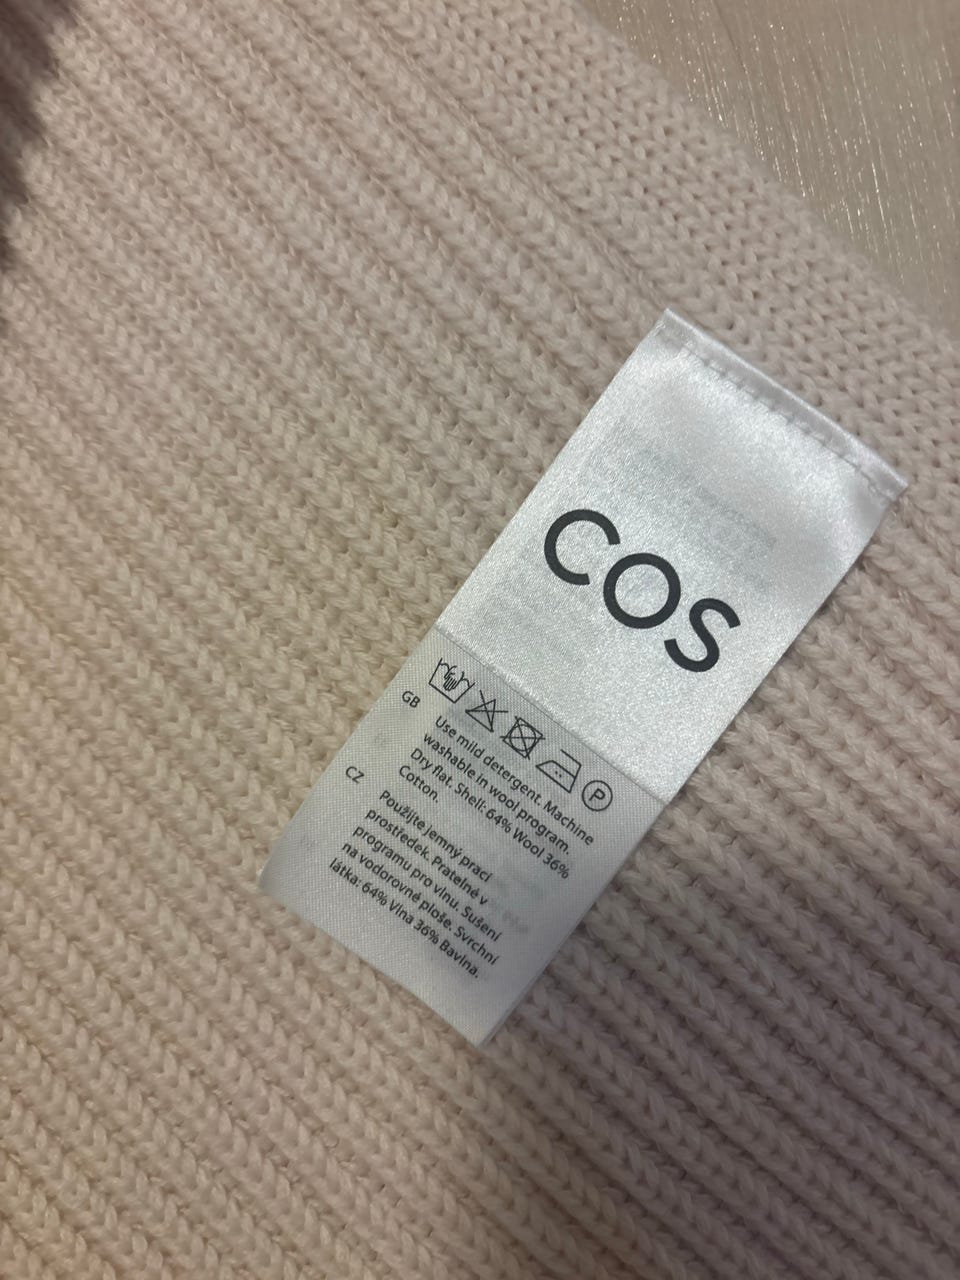 COS
P
GB
Use mild detergent. Machine
washable in wool program.
Dry flat. Shell: 64% Wool 36%
Cotton.
CZ
Použijte jemný prací
prostředek. Pratelné v
programu pro vlnu. Sušení
na vodorovné ploše. Svrchní
látka: 64% Vlna 36% Bavlna.